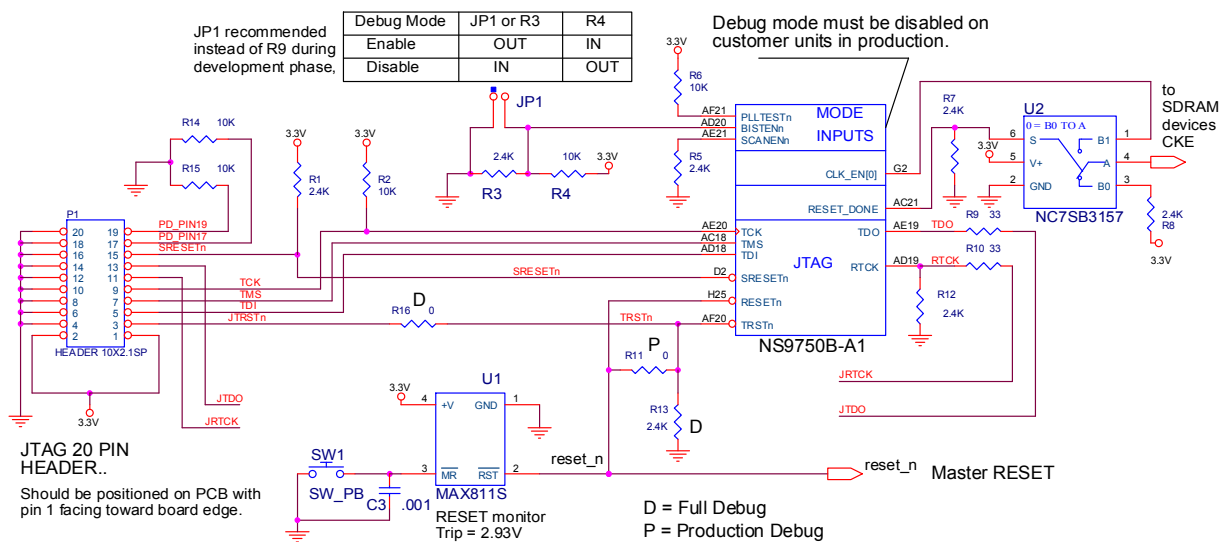 JP1 recommended
instead of R9 during
development phase,
Debug Mode JP1 or R3 R4
Enable OUT IN
Disable IN OUT
Debug mode must be disabled on
customer units in production.
JP1
2.4K
R3
10K
R4
3.3V
3.3V
R6
10K
R5
2.4K
AF21
AD20
AE21
PLLTESTn
BISTENn
SCANENn
MODE
INPUTS
CLK_EN[0]
G2
RESET_DONE
AC21
R7
2.4K
U2
0 = B0 TO A
6 S B1 1
5 V+ A 4
2 GND B0 3
3.3V
NC7SB3157
to
SDRAM
devices
CKE
2.4K
R8
3.3V
R14 10K
R15 10K
3.3V
R1
2.4K
3.3V
R2
10K
P1
20 19
18 17
16 15
14 13
12 11
10 9
8 7
6 5
4 3
2 1
HEADER 10X2.1SP
PD_PIN19
PD_PIN17
SRESETn
TCK
TMS
TDI
JTRSTn
JTDO
JRTCK
3.3V
R16
D
0
SRESETn
TRSTn
AE20
AC18
AD18
D2
H25
AF20
TCK
TMS
TDI
SRESETn
RESETn
TRSTn
JTAG
TDO
RTCK
AE19
AD19
TDO
RTCK
R9 33
R10 33
R12
2.4K
NS9750B-A1
JRTCK
JTDO
R11
P
0
R13
2.4K
D
U1
3.3V
4 +V GND 1
3 MR RST 2
MAX811S
RESET monitor
Trip = 2.93V
SW1
SW_PB
C3 .001
reset_n
reset_n
Master RESET
JTAG 20 PIN
HEADER..
Should be positioned on PCB with
pin 1 facing toward board edge.
D = Full Debug
P = Production Debug